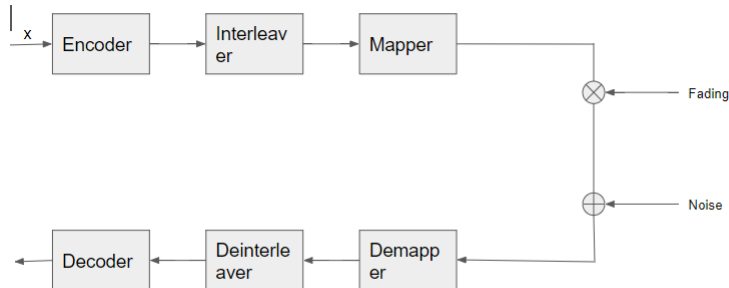 x
Encoder
Interleav
er
Mapper
Fading
Noise
Decoder
Deinterle
aver
Demapp
er